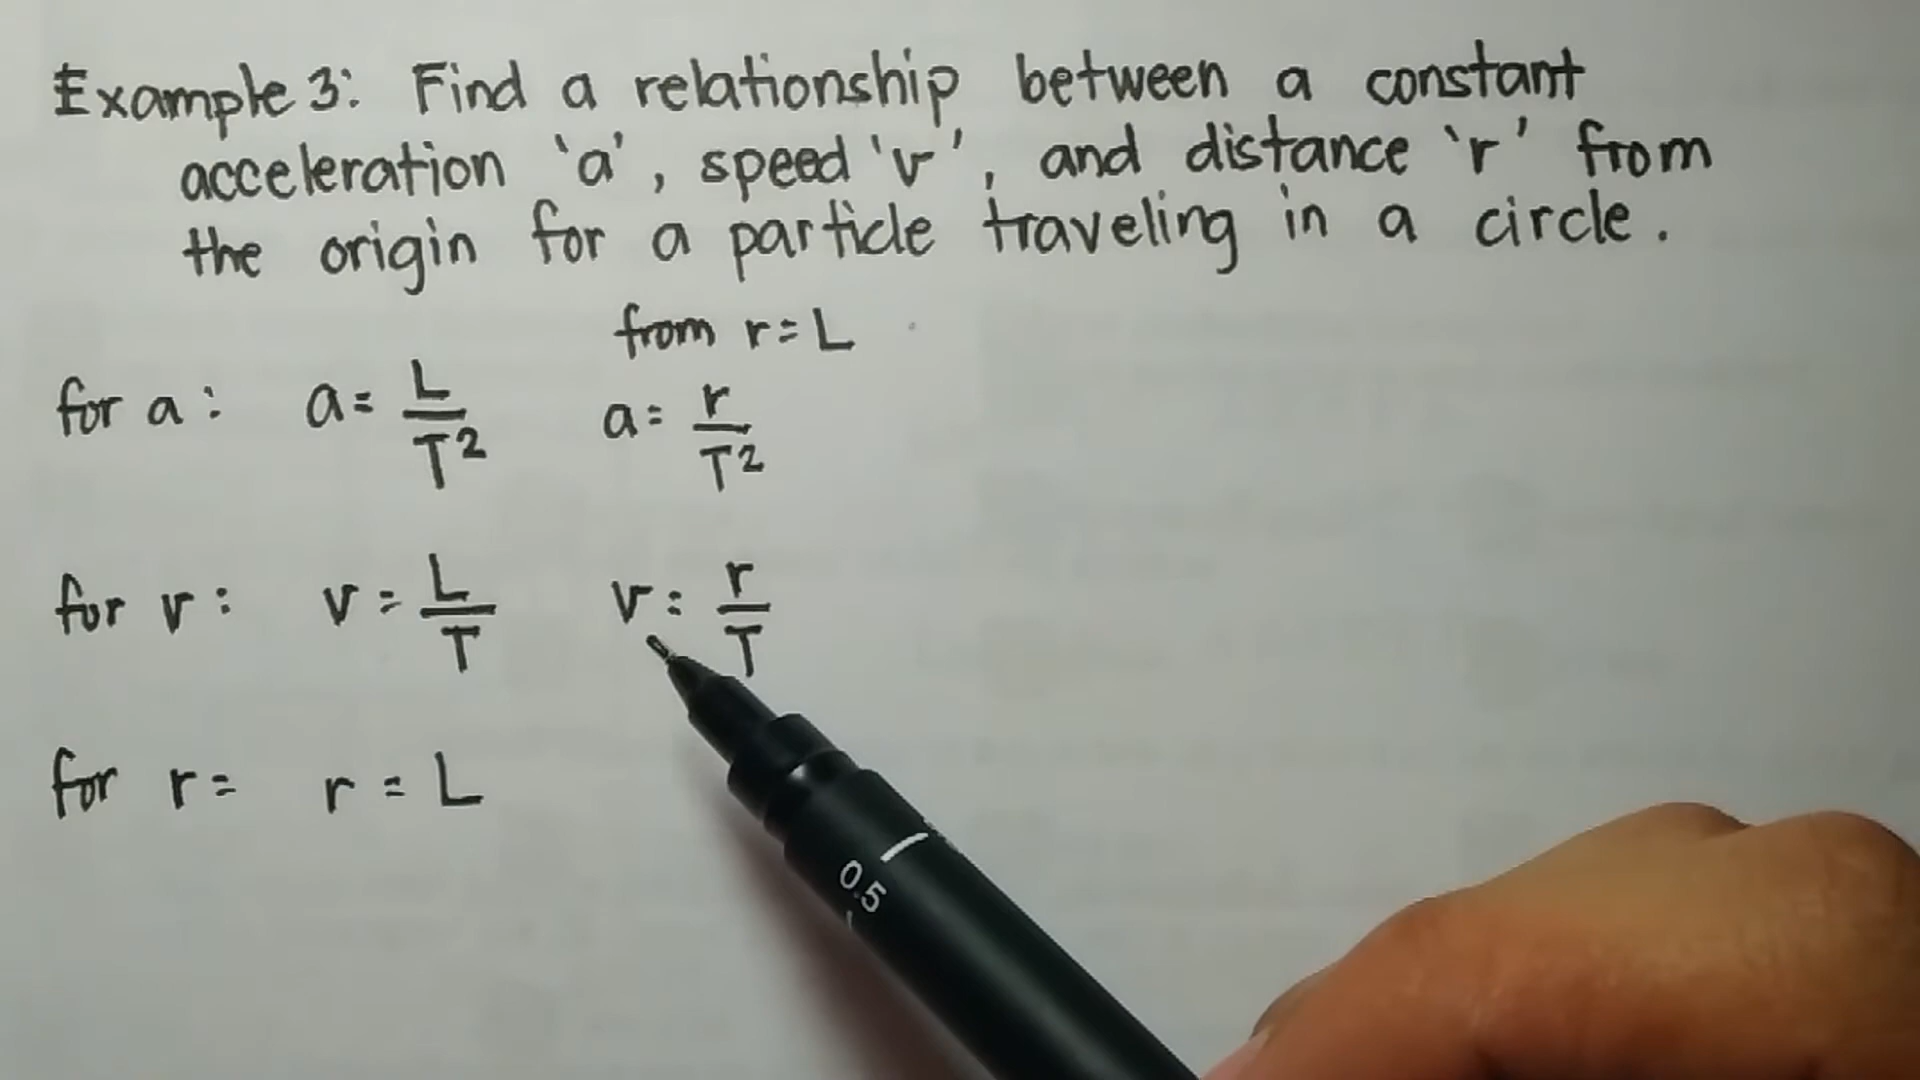 Example 3: Find a relationship between a constant
acceleration 'a', speed 'v', and distance 'r' from
the origin for a particle traveling in a circle.
from r = L
for a: a = L/T² a = r/T²
for v: v = L/T v = r/T
for r = r = L
0.5